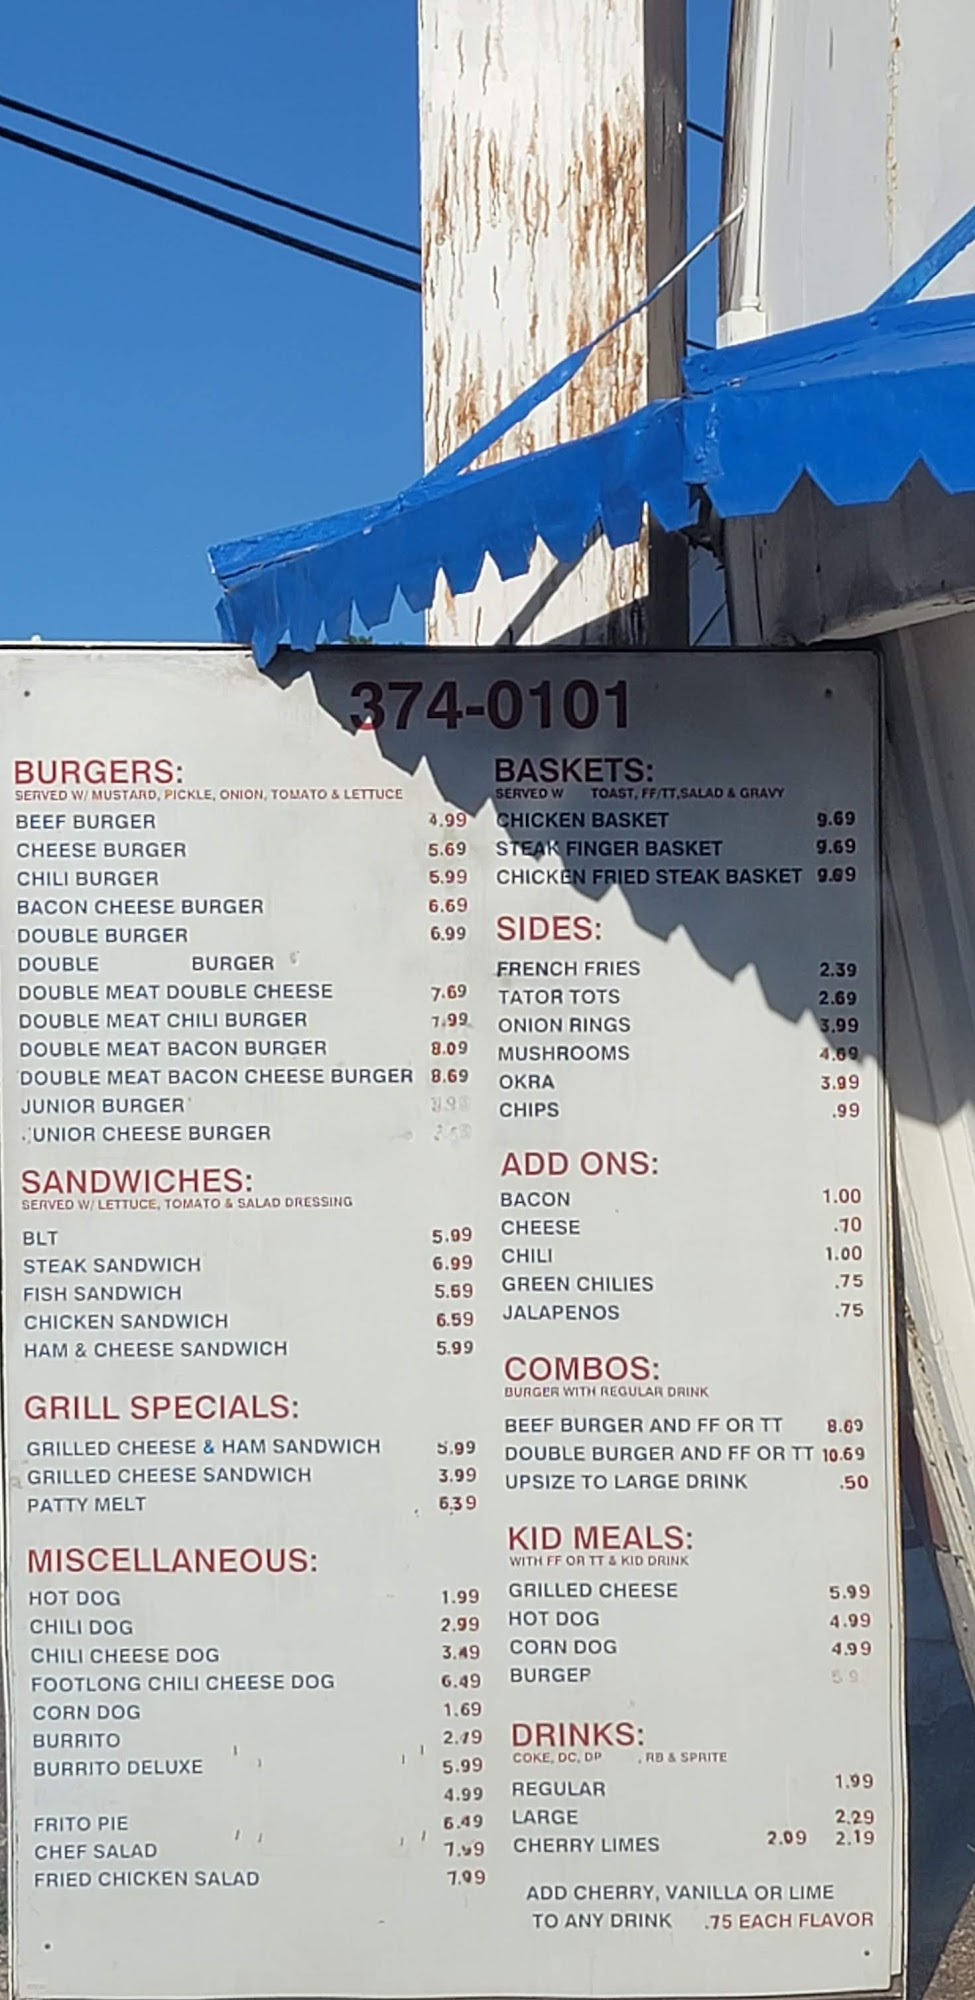 374-0101
BURGERS:
SERVED W/ MUSTARD, PICKLE, ONION, TOMATO & LETTUCE
BEEF BURGER 4.99
CHEESE BURGER 5.69
CHILI BURGER 5.99
BACON CHEESE BURGER 6.69
DOUBLE BURGER 6.99
DOUBLE BURGER
DOUBLE MEAT DOUBLE CHEESE 7.69
DOUBLE MEAT CHILI BURGER 7.99
DOUBLE MEAT BACON BURGER 8.09
DOUBLE MEAT BACON CHEESE BURGER 8.69
JUNIOR BURGER
JUNIOR CHEESE BURGER
SANDWICHES:
SERVED W/ LETTUCE, TOMATO & SALAD DRESSING
BLT 5.99
STEAK SANDWICH 6.99
FISH SANDWICH 5.59
CHICKEN SANDWICH 6.59
HAM & CHEESE SANDWICH 5.99
GRILL SPECIALS:
GRILLED CHEESE & HAM SANDWICH 5.99
GRILLED CHEESE SANDWICH 3.99
PATTY MELT 6.39
MISCELLANEOUS:
HOT DOG 1.99
CHILI DOG 2.99
CHILI CHEESE DOG 3.49
FOOTLONG CHILI CHEESE DOG 6.49
CORN DOG 1.69
BURRITO 2.49
BURRITO DELUXE 5.99
4.99
FRITO PIE 6.49
CHEF SALAD 7.99
FRIED CHICKEN SALAD 7.99
BASKETS:
SERVED W TOAST, FF/TT,SALAD & GRAVY
CHICKEN BASKET 9.69
STEAK FINGER BASKET 9.69
CHICKEN FRIED STEAK BASKET 9.69
SIDES:
FRENCH FRIES 2.39
TATOR TOTS 2.69
ONION RINGS 3.99
MUSHROOMS 4.69
OKRA 3.99
CHIPS .99
ADD ONS:
BACON 1.00
CHEESE .70
CHILI 1.00
GREEN CHILIES .75
JALAPENOS .75
COMBOS:
BURGER WITH REGULAR DRINK
BEEF BURGER AND FF OR TT 8.69
DOUBLE BURGER AND FF OR TT 10.69
UPSIZE TO LARGE DRINK .50
KID MEALS:
WITH FF OR TT & KID DRINK
GRILLED CHEESE 5.99
HOT DOG 4.99
CORN DOG 4.99
BURGER
DRINKS:
COKE, DC, DP , RB & SPRITE
REGULAR 1.99
LARGE 2.29
CHERRY LIMES 2.09 2.19
ADD CHERRY, VANILLA OR LIME
TO ANY DRINK .75 EACH FLAVOR